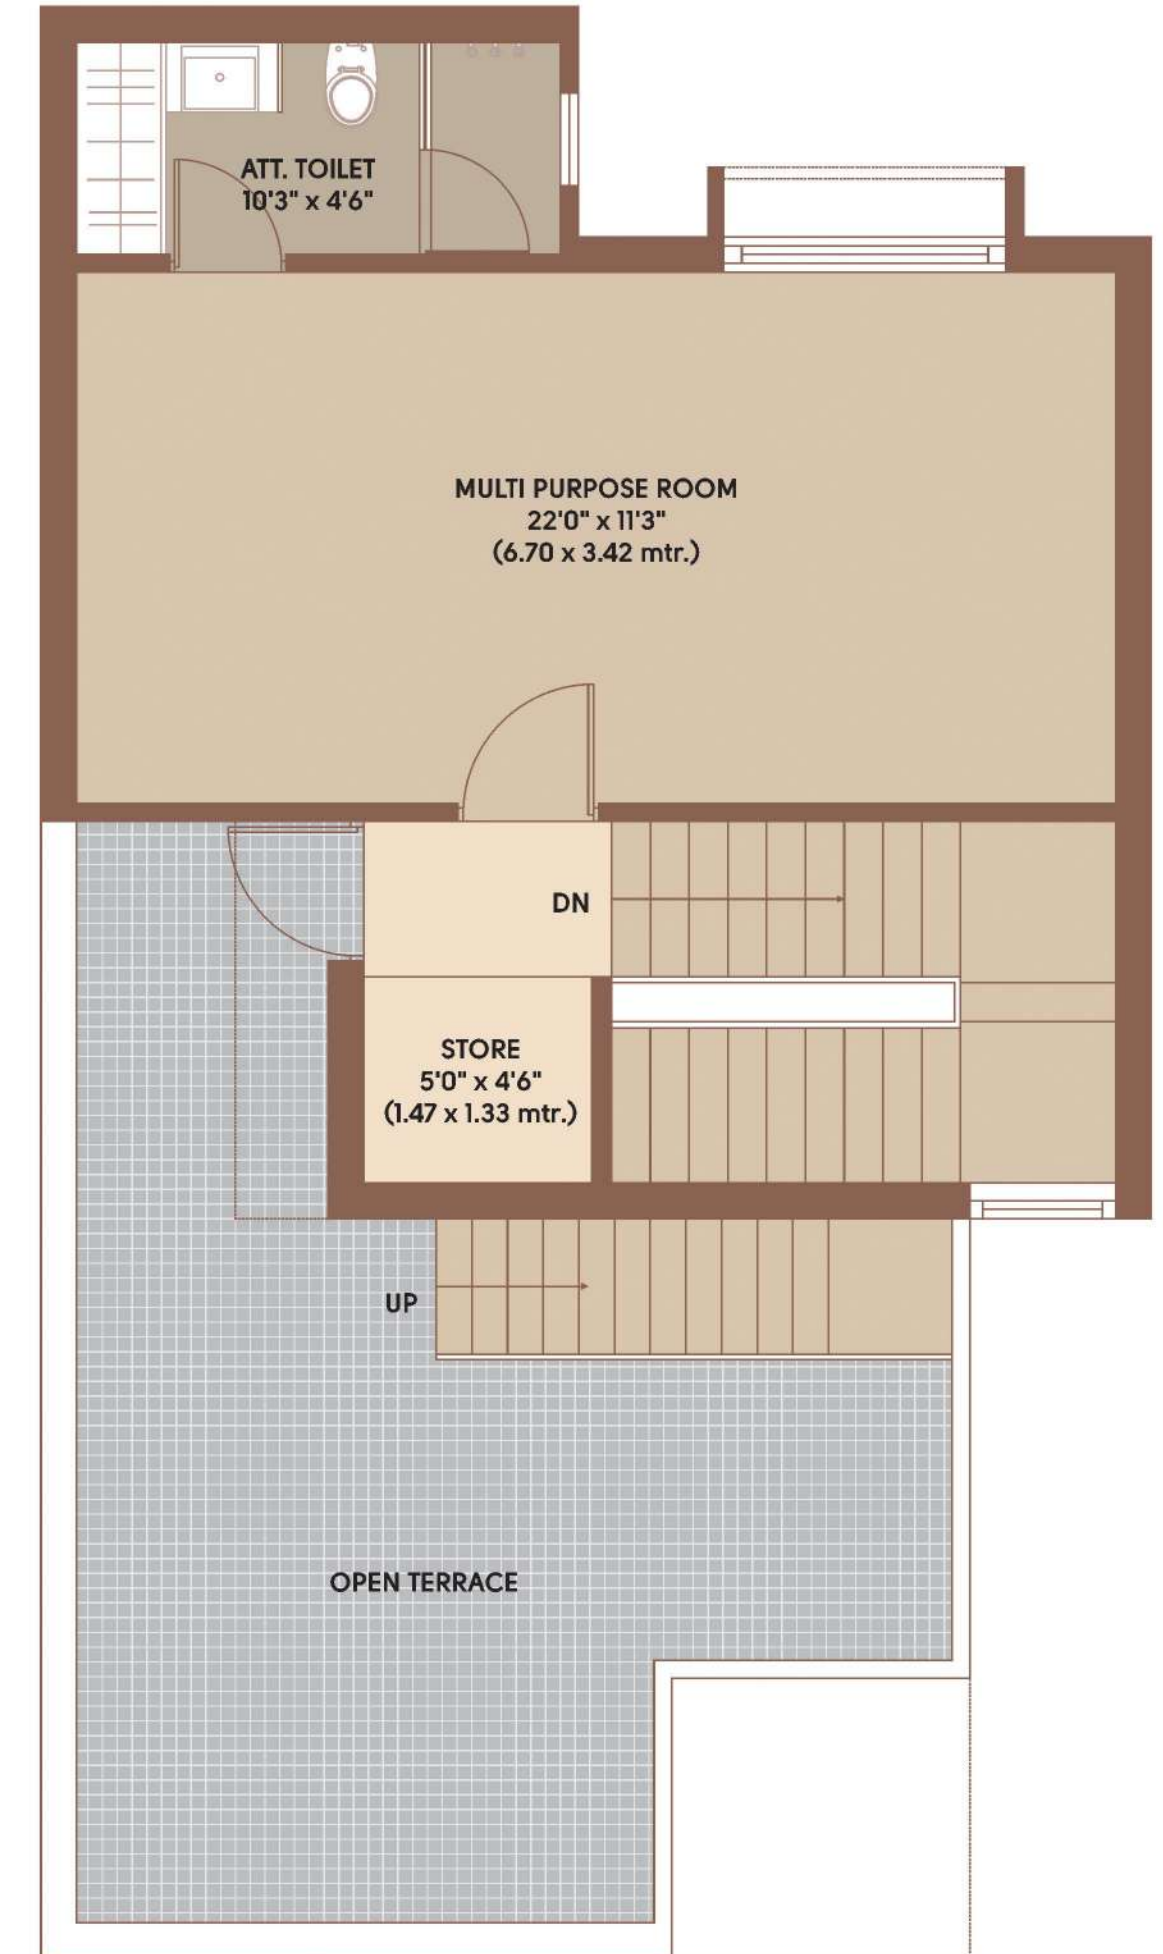 ATT. TOILET
10'3" x 4'6"
MULTI PURPOSE ROOM
22'0" x 11'3"
(6.70 x 3.42 mtr.)
DN
STORE
5'0" x 4'6"
(1.47 x 1.33 mtr.)
UP
OPEN TERRACE